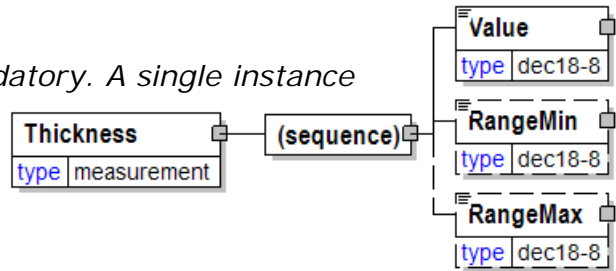 Value
type dec18-8
datory. A single instance
Thickness
type measurement
(sequence)
RangeMin
type dec18-8
RangeMax
type dec18-8